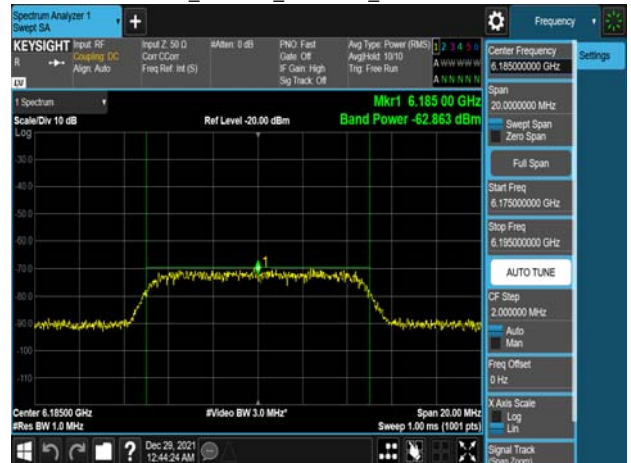 Spectrum Analyzer 1
Swept SA
Frequency
KEYSIGHT
R
LXI
Input: RF
Coupling: DC
Align: Auto
Input Z: 50 Ω
Corr CCorr
Freq Ref: Int (S)
#Atten: 0 dB
PNO: Fast
Gate: Off
IF Gain: High
Sig Track: Off
Avg Type: Power (RMS)
Avg|Hold: 10/10
Trig: Free Run
1 2 3 4 5 6
A W W W W W
A N N N N N
1 Spectrum
Scale/Div 10 dB
Ref Level -20.00 dBm
Mkr1 6.185 00 GHz
Band Power -62.863 dBm
Log
-30.0
-40.0
-50.0
-60.0
1
-70.0
-80.0
-90.0
-100
-110
Center 6.18500 GHz
#Res BW 1.0 MHz
#Video BW 3.0 MHz*
Span 20.00 MHz
Sweep 1.00 ms (1001 pts)
?
Dec 29, 2021
12:44:24 AM
Center Frequency
6.185000000 GHz
Settings
Span
20.0000000 MHz
Swept Span
Zero Span
Full Span
Start Freq
6.175000000 GHz
Stop Freq
6.195000000 GHz
AUTO TUNE
CF Step
2.000000 MHz
Auto
Man
Freq Offset
0 Hz
X Axis Scale
Log
Lin
Signal Track
(Span Zoom)